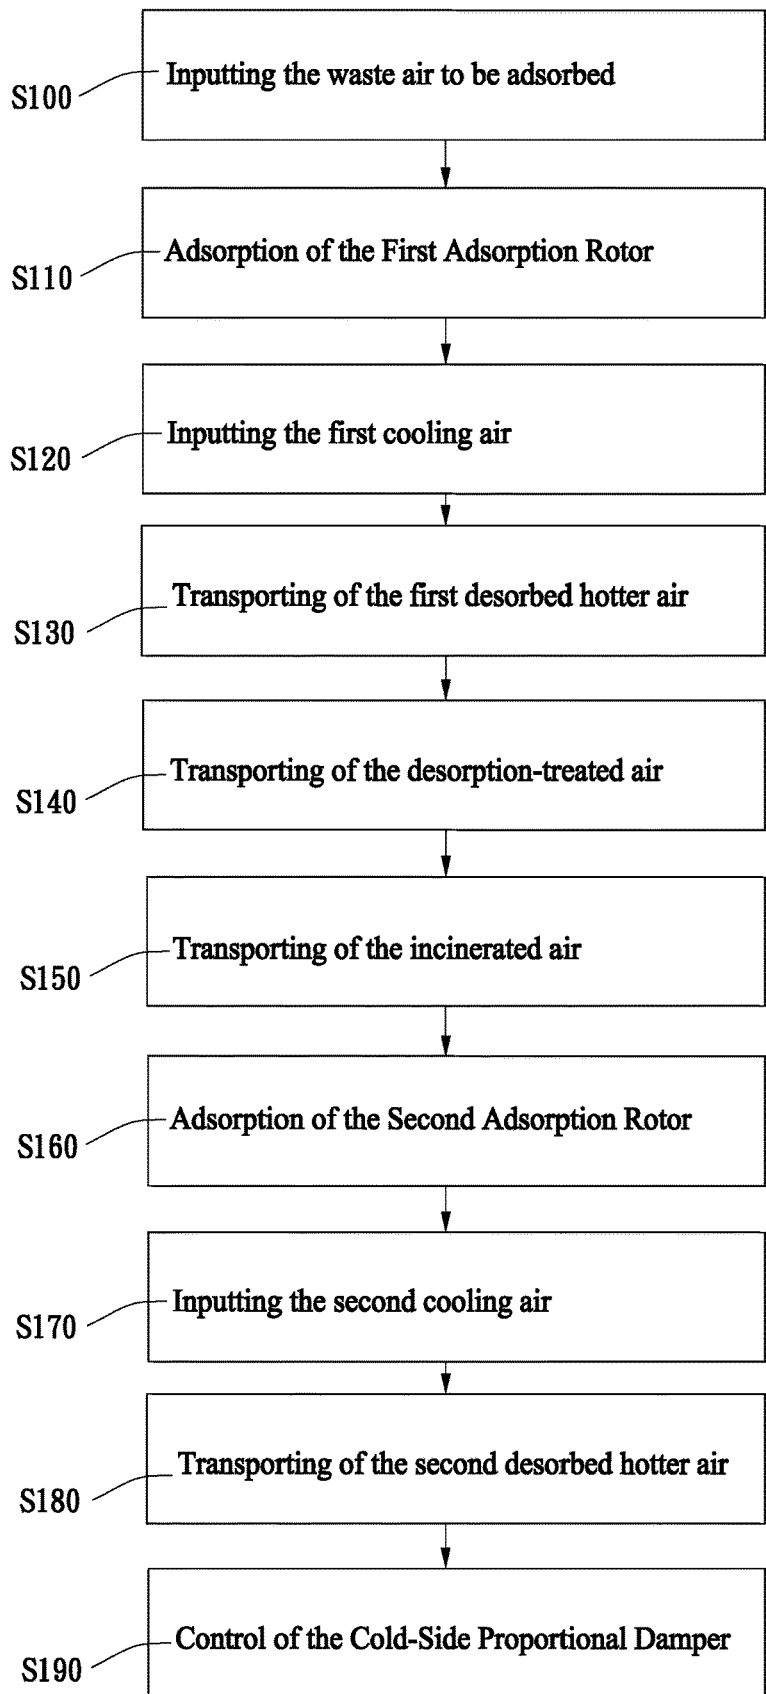 S100
Inputting the waste air to be adsorbed
S110
Adsorption of the First Adsorption Rotor
S120
Inputting the first cooling air
S130
Transporting of the first desorbed hotter air
S140
Transporting of the desorption-treated air
S150
Transporting of the incinerated air
S160
Adsorption of the Second Adsorption Rotor
S170
Inputting the second cooling air
S180
Transporting of the second desorbed hotter air
S190
Control of the Cold-Side Proportional Damper